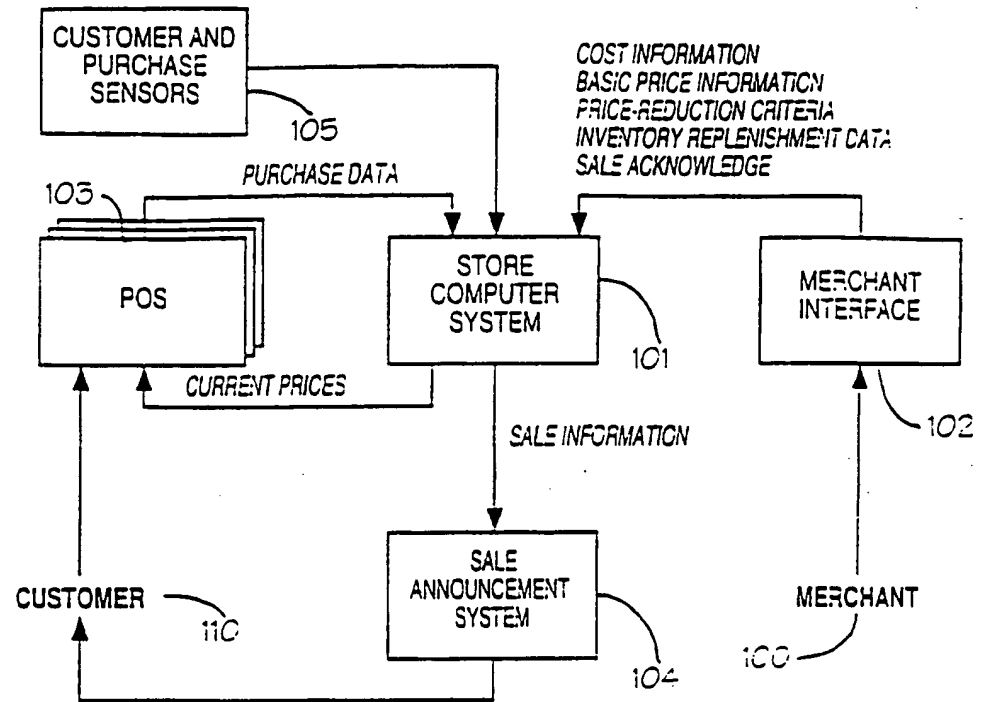 CUSTOMER AND
PURCHASE
SENSORS
105
COST INFORMATION
BASIC PRICE INFORMATION
PRICE-REDUCTION CRITERIA
INVENTORY REPLENISHMENT DATA
SALE ACKNOWLEDGE
103
PURCHASE DATA
POS
STORE
COMPUTER
SYSTEM
101
MERCHANT
INTERFACE
102
CURRENT PRICES
SALE INFORMATION
CUSTOMER
110
SALE
ANNOUNCEMENT
SYSTEM
104
MERCHANT
100